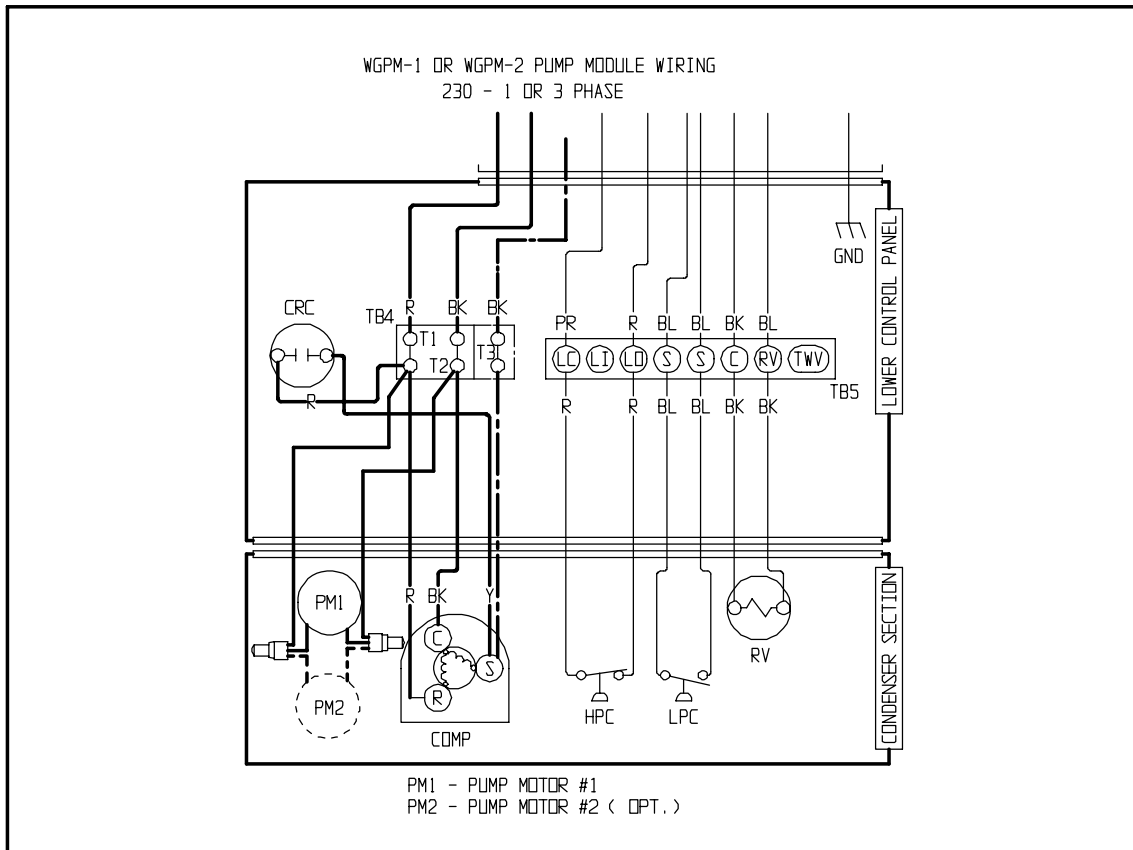 WGPM-1 OR WGPM-2 PUMP MODULE WIRING
230 - 1 OR 3 PHASE
LOWER CONTROL PANEL
GND
CRC
TB4
R BK BK
T1
T2
T3
PR R BL BL BK BL
LC LI LO S S C RV TWV
TB5
R
R R BL BL BK BK
PM1
R BK Y
C
S
R
PM2
COMP
HPC
LPC
RV
CONDENSER SECTION
PM1 - PUMP MOTOR #1
PM2 - PUMP MOTOR #2 ( OPT.)